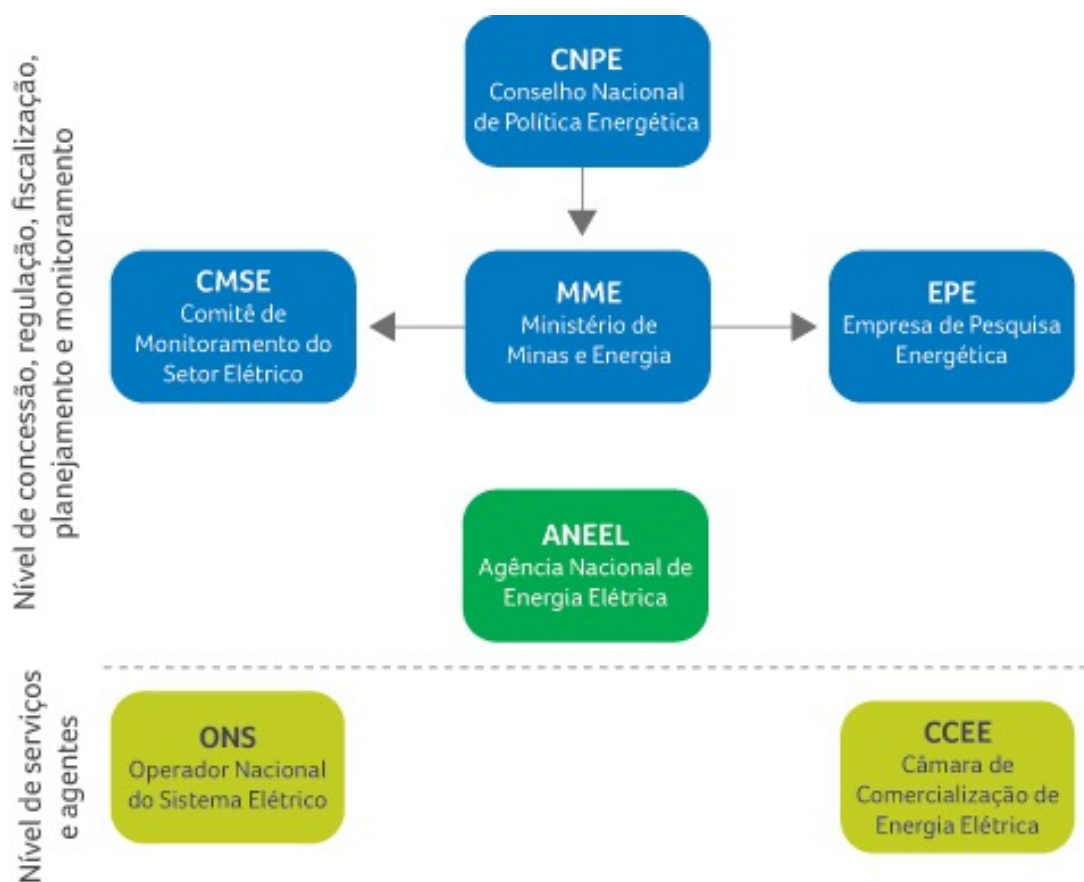 Nível de concessão, regulação, fiscalização,
planejamento e monitoramento
CNPE
Conselho Nacional
de Política Energética
CMSE
Comitê de
Monitoramento do
Setor Elétrico
MME
Ministério de
Minas e Energia
EPE
Empresa de Pesquisa
Energética
ANEEL
Agência Nacional de
Energia Elétrica
Nível de serviços
e agentes
ONS
Operador Nacional
do Sistema Elétrico
CCEE
Câmara de
Comercialização de
Energia Elétrica